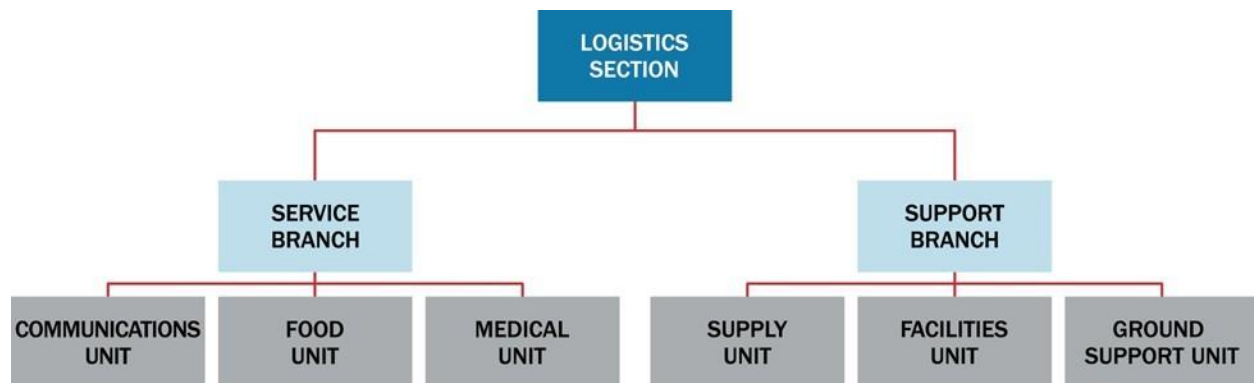 LOGISTICS
SECTION
SERVICE
BRANCH
SUPPORT
BRANCH
COMMUNICATIONS
UNIT
FOOD
UNIT
MEDICAL
UNIT
SUPPLY
UNIT
FACILITIES
UNIT
GROUND
SUPPORT UNIT